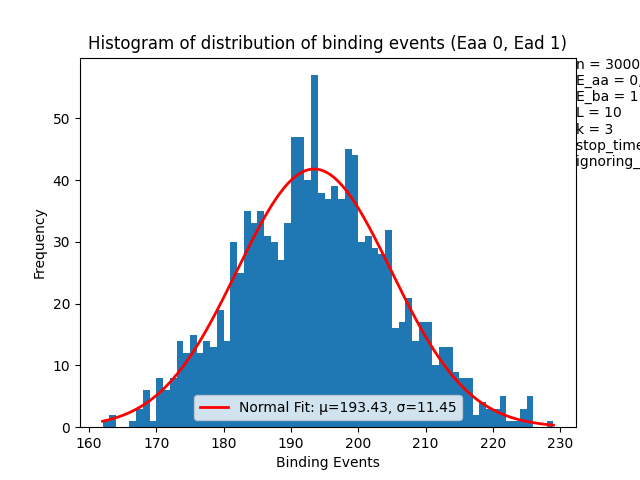 Histogram of distribution of binding events (Eaa 0, Ead 1)
n = 3000
E_aa = 0,
E_ba = 1
L = 10
k = 3
stop_time
ignoring_
Frequency
50
40
30
20
10
0
160 170 180 190 200 210 220 230
Binding Events
Normal Fit: μ=193.43, σ=11.45